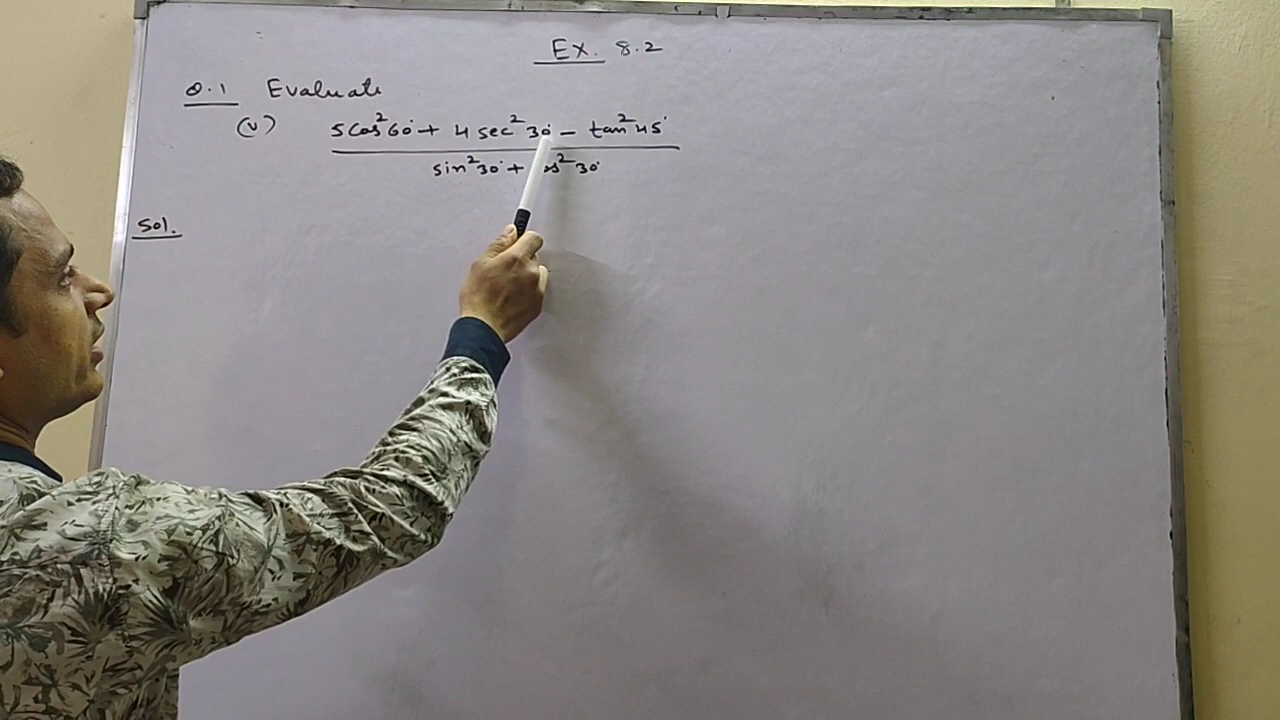 Ex. 8.2
Q.1 Evaluate
(v) 5cos²60° + 4 sec²30° - tan²45°
sin²30° + cos²30°
Sol.